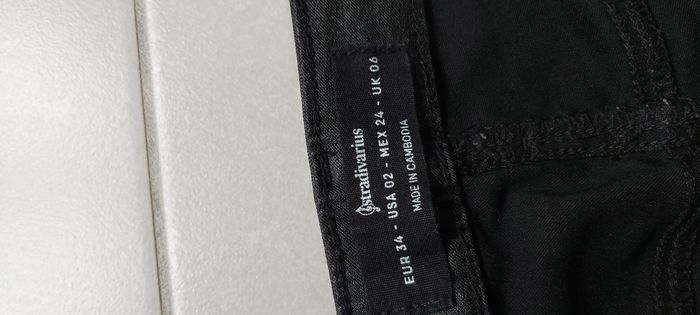 stradivarius
EUR 34 - USA 02 - MEX 24 - UK 06
MADE IN CAMBODIA